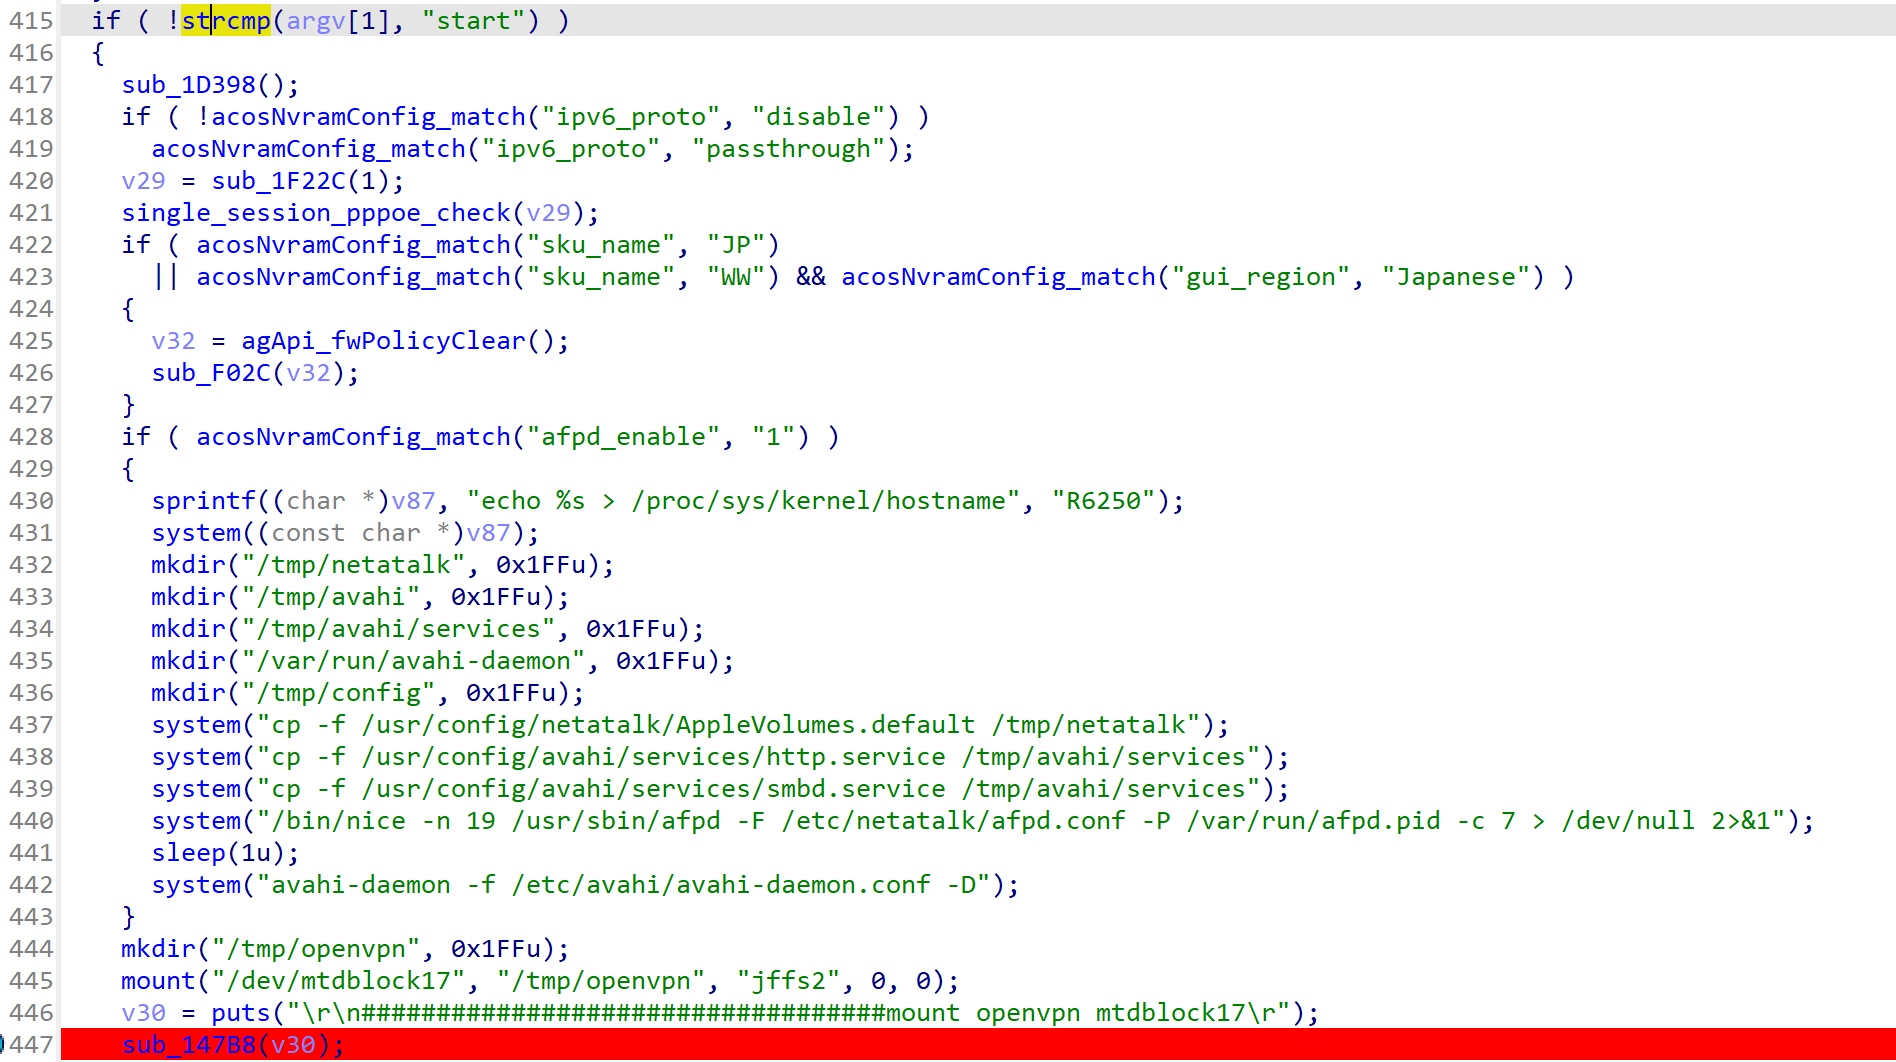 415 if ( !strcmp(argv[1], "start") )
416 {
417 sub_1D398();
418 if ( !acosNvramConfig_match("ipv6_proto", "disable") )
419 acosNvramConfig_match("ipv6_proto", "passthrough");
420 v29 = sub_1F22C(1);
421 single_session_pppoe_check(v29);
422 if ( acosNvramConfig_match("sku_name", "JP")
423 || acosNvramConfig_match("sku_name", "WW") && acosNvramConfig_match("gui_region", "Japanese") )
424 {
425 v32 = agApi_fwPolicyClear();
426 sub_F02C(v32);
427 }
428 if ( acosNvramConfig_match("afpd_enable", "1") )
429 {
430 sprintf((char *)v87, "echo %s > /proc/sys/kernel/hostname", "R6250");
431 system((const char *)v87);
432 mkdir("/tmp/netatalk", 0x1FFu);
433 mkdir("/tmp/avahi", 0x1FFu);
434 mkdir("/tmp/avahi/services", 0x1FFu);
435 mkdir("/var/run/avahi-daemon", 0x1FFu);
436 mkdir("/tmp/config", 0x1FFu);
437 system("cp -f /usr/config/netatalk/AppleVolumes.default /tmp/netatalk");
438 system("cp -f /usr/config/avahi/services/http.service /tmp/avahi/services");
439 system("cp -f /usr/config/avahi/services/smbd.service /tmp/avahi/services");
440 system("/bin/nice -n 19 /usr/sbin/afpd -F /etc/netatalk/afpd.conf -P /var/run/afpd.pid -c 7 > /dev/null 2>&1");
441 sleep(1u);
442 system("avahi-daemon -f /etc/avahi/avahi-daemon.conf -D");
443 }
444 mkdir("/tmp/openvpn", 0x1FFu);
445 mount("/dev/mtdblock17", "/tmp/openvpn", "jffs2", 0, 0);
446 v30 = puts("\r\n###################################mount openvpn mtdblock17\r");
447 sub_147B8(v30);